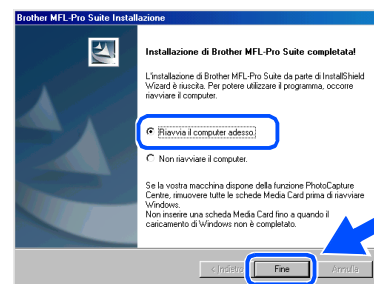 Brother MFL-Pro Suite Installazione
Installazione di Brother MFL-Pro Suite completata!
L'installazione di Brother MFL-Pro Suite da parte di InstallShield
Wizard è riuscita. Per potere utilizzare il programma, occorre
riavviare il computer.
Riavvia il computer adesso.
Non riavviare il computer.
Se la vostra macchina dispone della funzione PhotoCapture
Centre, rimuovere tutte le schede Media Card prima di riavviare
Windows.
Non inserire una scheda Media Card fino a quando il
caricamento di Windows non è completato.
< Indietro Fine Annulla